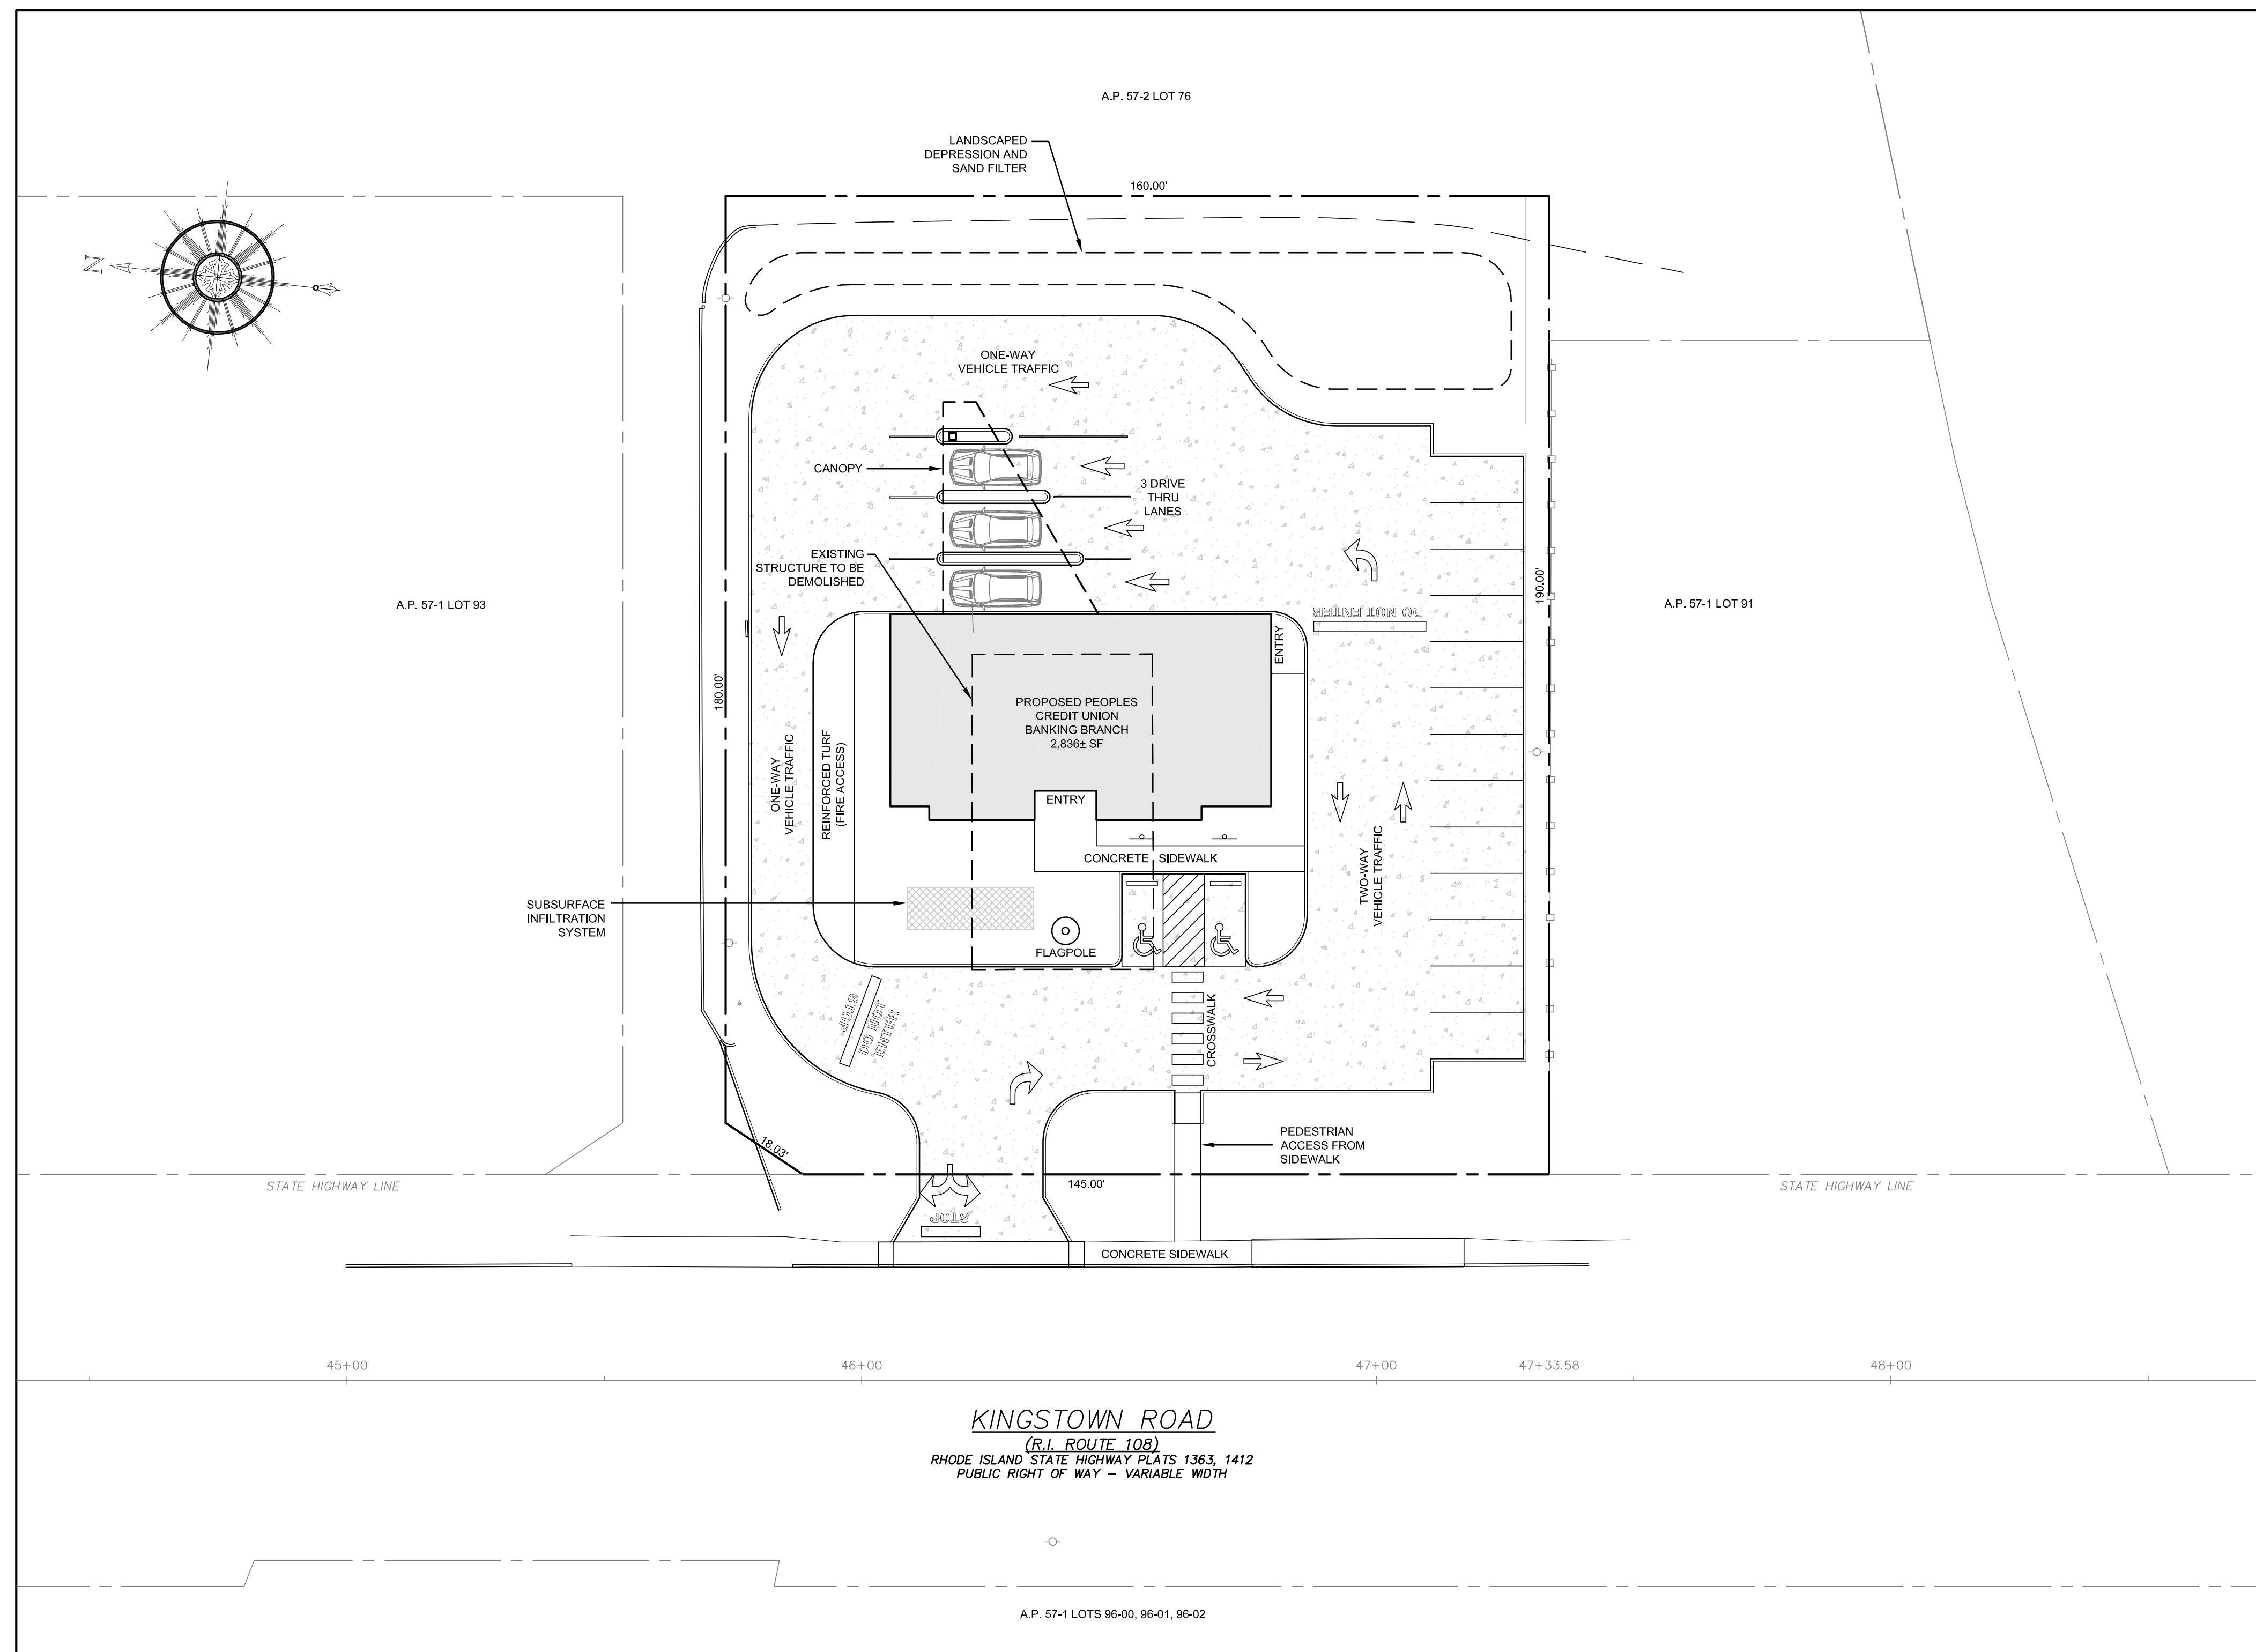 A.P. 57-2 LOT 76
LANDSCAPED
DEPRESSION AND
SAND FILTER
160.00'
N
ONE-WAY
VEHICLE TRAFFIC
CANOPY
3 DRIVE
THRU
LANES
EXISTING
STRUCTURE TO BE
DEMOLISHED
A.P. 57-1 LOT 93
190.00'
A.P. 57-1 LOT 91
DO NOT ENTER
ENTRY
180.00'
PROPOSED PEOPLES
CREDIT UNION
BANKING BRANCH
2,836± SF
ONE-WAY
VEHICLE TRAFFIC
REINFORCED TURF
(FIRE ACCESS)
ENTRY
CONCRETE SIDEWALK
TWO-WAY
VEHICLE TRAFFIC
SUBSURFACE
INFILTRATION
SYSTEM
FLAGPOLE
STOP
DO NOT
ENTER
CROSSWALK
18.03'
PEDESTRIAN
ACCESS FROM
SIDEWALK
STATE HIGHWAY LINE
145.00'
STATE HIGHWAY LINE
STOP
CONCRETE SIDEWALK
45+00
46+00
47+00
47+33.58
48+00
KINGSTOWN ROAD
(R.I. ROUTE 108)
RHODE ISLAND STATE HIGHWAY PLATS 1363, 1412
PUBLIC RIGHT OF WAY – VARIABLE WIDTH
A.P. 57-1 LOTS 96-00, 96-01, 96-02